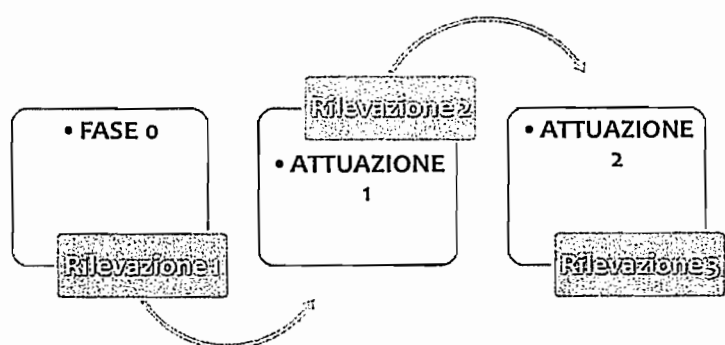 • FASE 0
Rilevazione 1
Rilevazione 2
• ATTUAZIONE
1
• ATTUAZIONE
2
Rilevazione 3